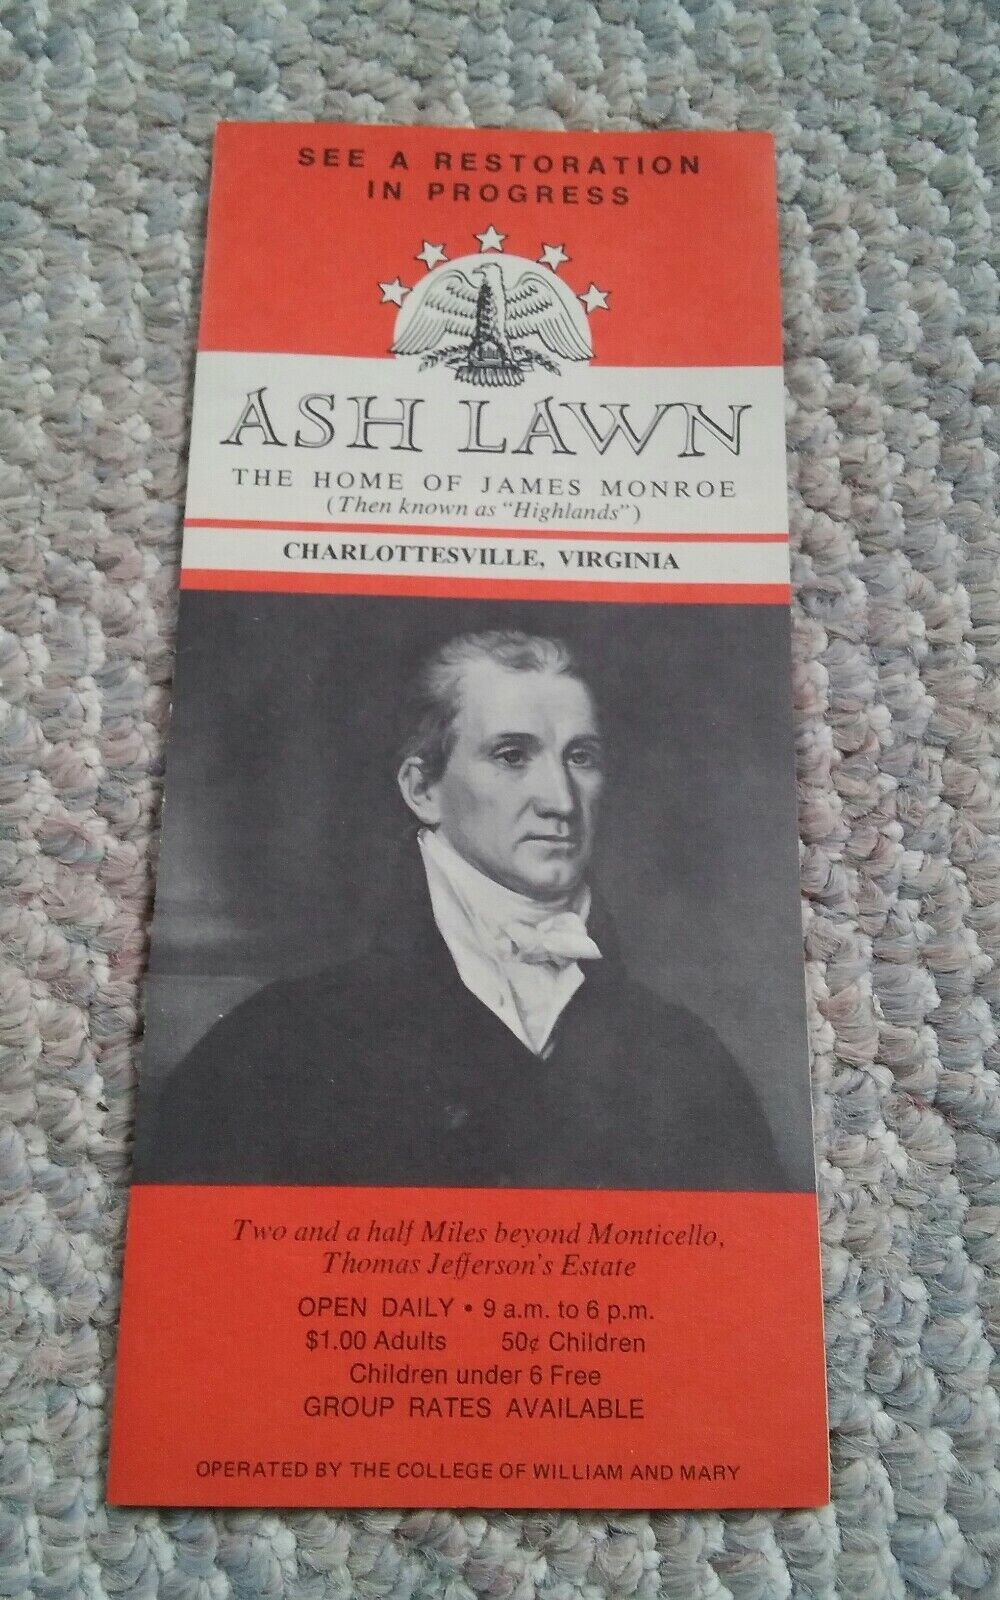 SEE A RESTORATION
IN PROGRESS
ASH LAWN
THE HOME OF JAMES MONROE
(Then known as "Highlands")
CHARLOTTESVILLE, VIRGINIA
Two and a half Miles beyond Monticello,
Thomas Jefferson's Estate
OPEN DAILY • 9 a.m. to 6 p.m.
$1.00 Adults 50¢ Children
Children under 6 Free
GROUP RATES AVAILABLE
OPERATED BY THE COLLEGE OF WILLIAM AND MARY